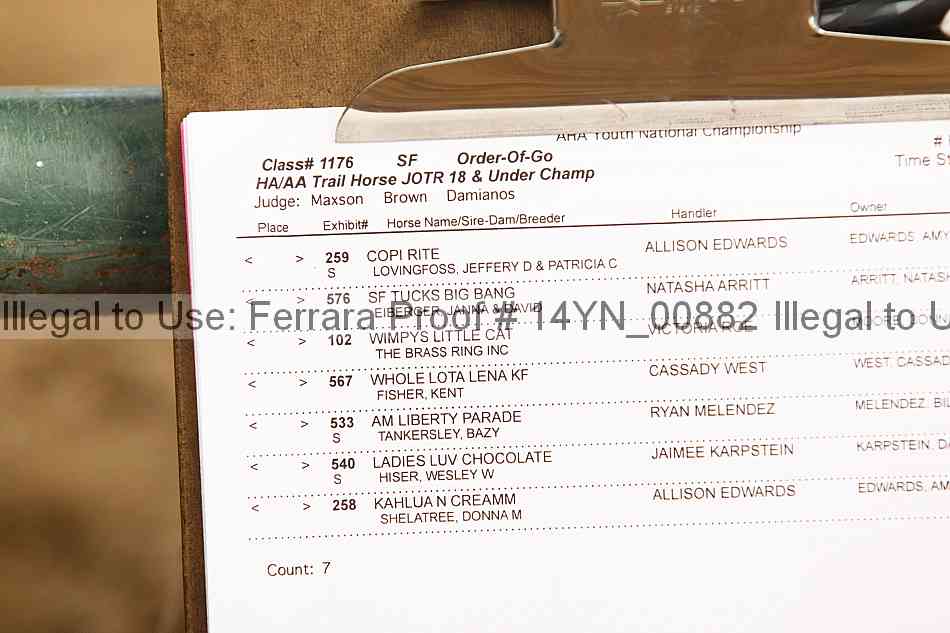 AHA Youth National Championship
Class# 1176 SF Order-Of-Go #
HA/AA Trail Horse JOTR 18 & Under Champ Time St
Judge: Maxson Brown Damianos
Place Exhibit# Horse Name/Sire-Dam/Breeder Handler Owner
< > 259 COPI RITE ALLISON EDWARDS EDWARDS, AMY
S LOVINGFOSS, JEFFERY D & PATRICIA C
< > 576 SF TUCKS BIG BANG NATASHA ARRITT ARRITT, NATASH
EIBERGER, JANNA & DAVID
Illegal to Use: Ferrara Proof # 14YN_00882 Illegal to Us
< > 102 WIMPYS LITTLE CAT VICTORIA ROE
THE BRASS RING INC
< > 567 WHOLE LOTA LENA KF CASSADY WEST WEST, CASSAD
FISHER, KENT
< > 533 AM LIBERTY PARADE RYAN MELENDEZ MELENDEZ, BIL
S TANKERSLEY, BAZY
< > 540 LADIES LUV CHOCOLATE JAIMEE KARPSTEIN KARPSTEIN, D
S HISER, WESLEY W
< > 258 KAHLUA N CREAMM ALLISON EDWARDS EDWARDS, AM
SHELATREE, DONNA M
Count: 7